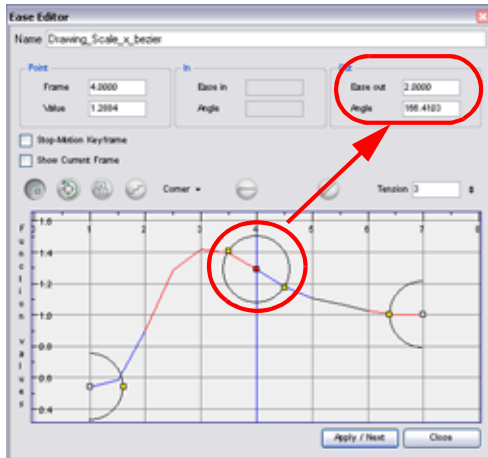 Ease Editor
Name Drawing_Scale_x_bezier
Point
In
Out
Frame 4.0000
Ease in
Ease out 2.0000
Value 1.2884
Angle
Angle 166.4103
Stop-Motion Keyframe
Show Current Frame
Corner
Tension 3
1 2 3 4 5 6 7 8
Function values
1.6
1.4
1.2
1.0
0.8
0.6
0.4
Apply / Next
Close